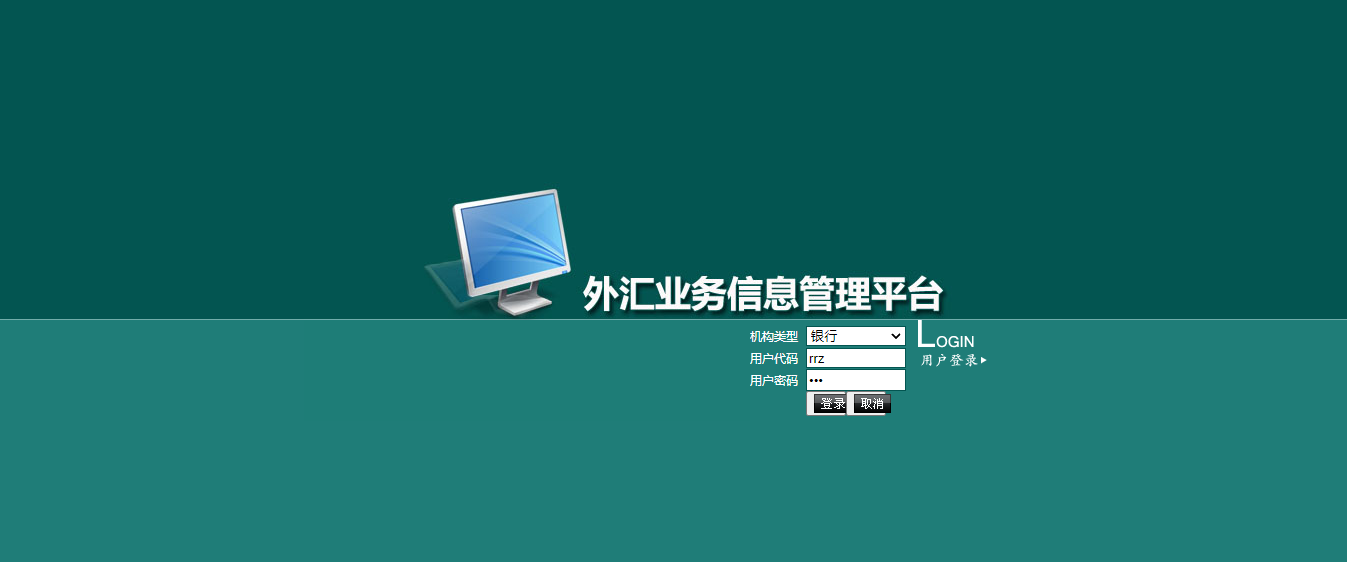 外汇业务信息管理平台
机构类型 银行
LOGIN
用户代码 rrz
用户登录
用户密码 •••
登录 取消